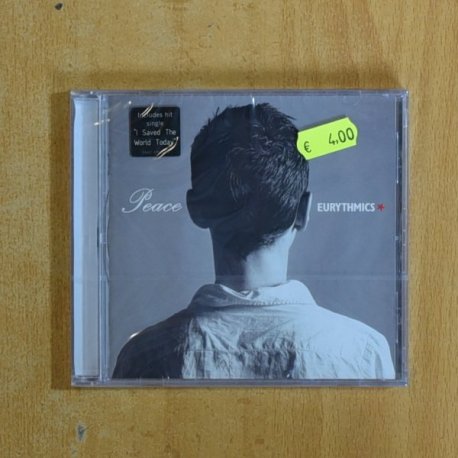 Includes hit
single
"I Saved The
World Today"
€ 4,00
Peace
EURYTHMICS